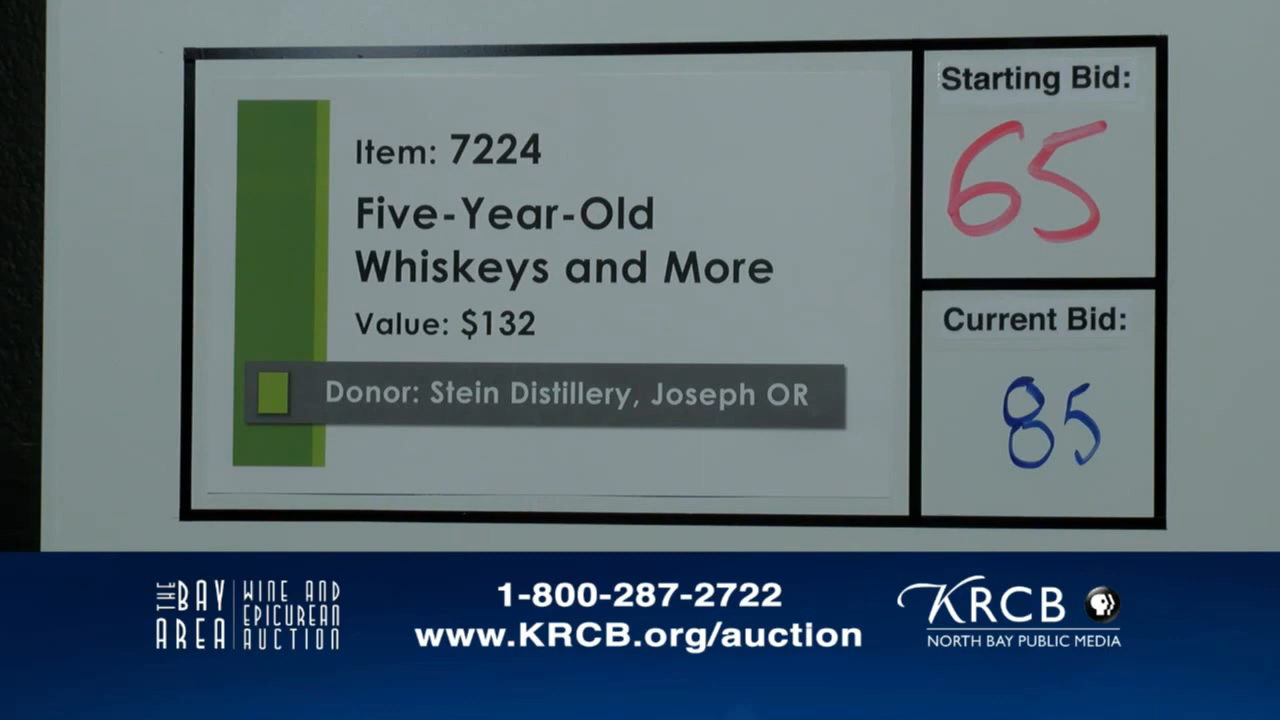 Item: 7224
Five-Year-Old
Whiskeys and More
Value: $132
Donor: Stein Distillery, Joseph OR
Starting Bid:
65
Current Bid:
85
THE BAY AREA
WINE AND
EPICUREAN
AUCTION
1-800-287-2722
www.KRCB.org/auction
KRCB
NORTH BAY PUBLIC MEDIA